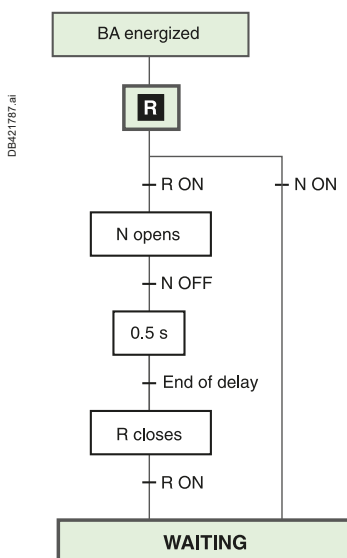 BA energized
DB421787.ai
R
R ON
N ON
N opens
N OFF
0.5 s
End of delay
R closes
R ON
WAITING